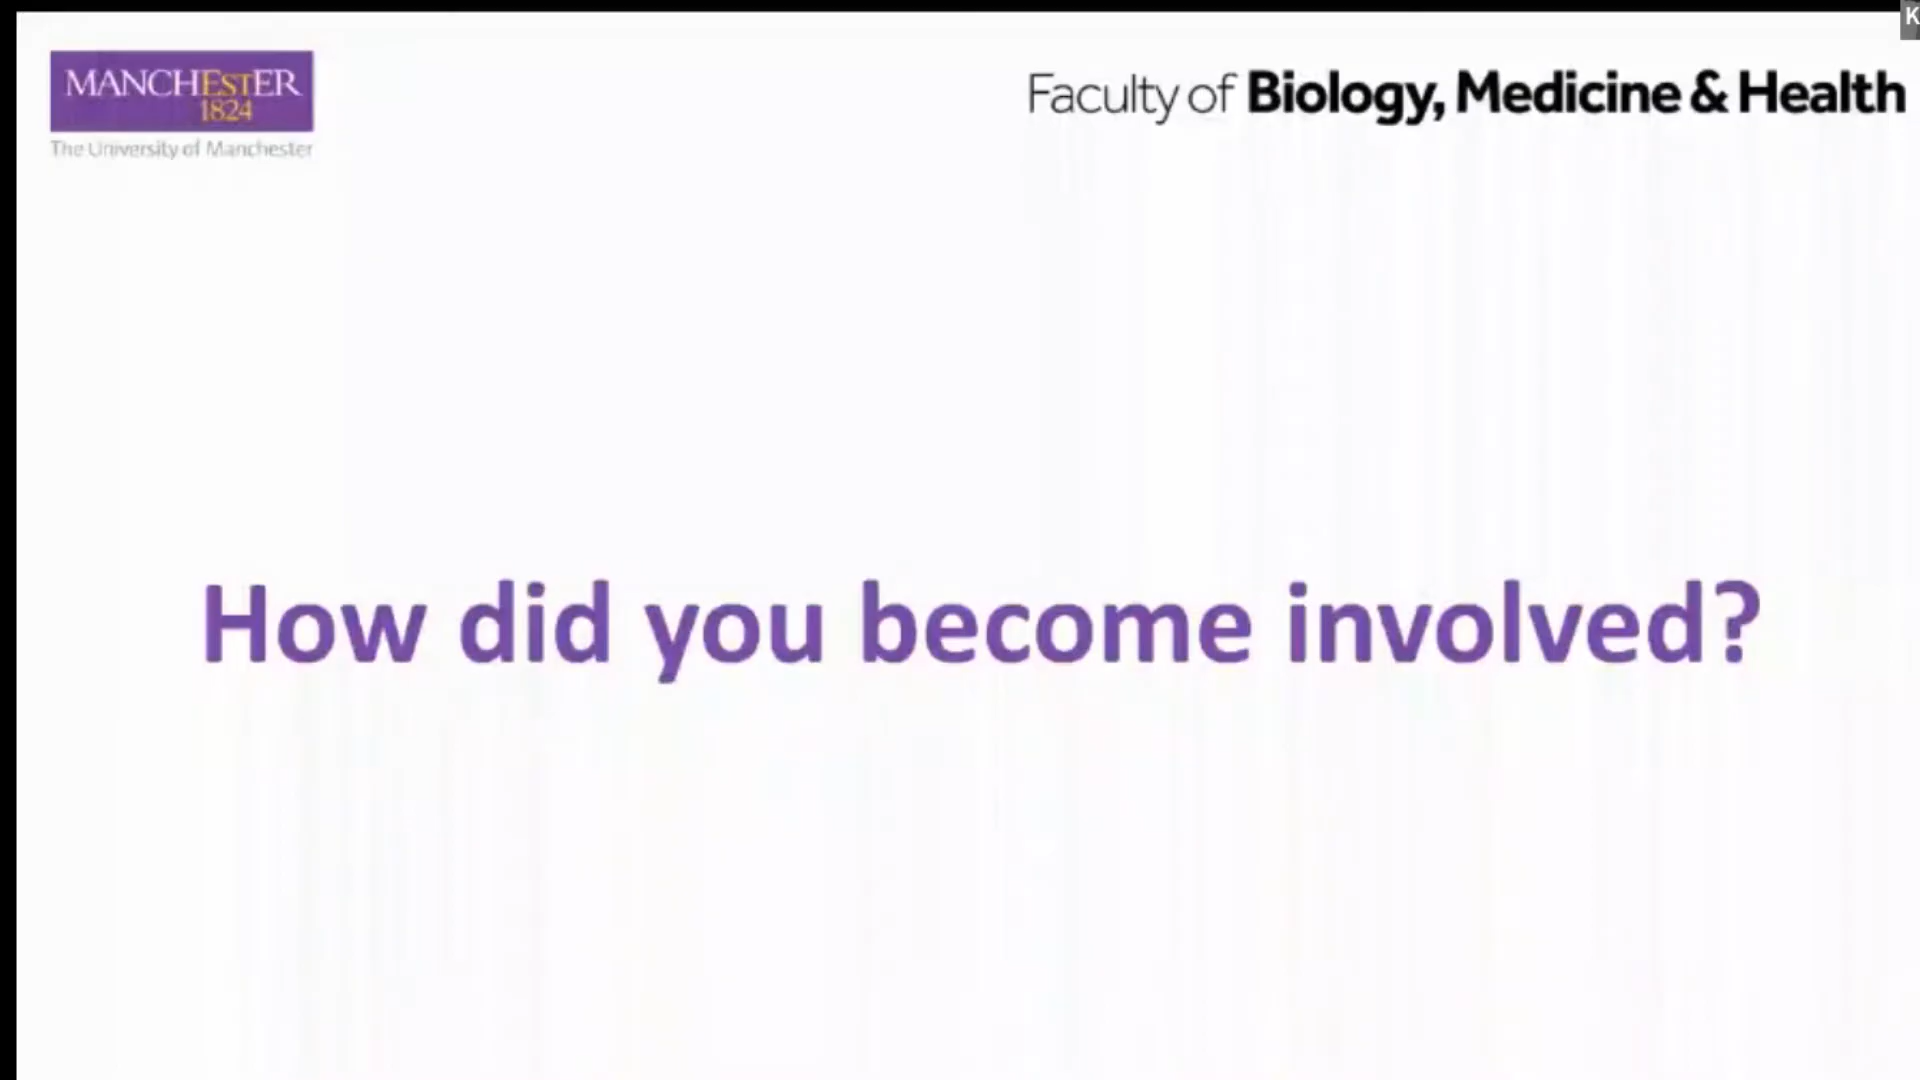 MANCHEstER
1824
The University of Manchester
Faculty of Biology, Medicine & Health
K
How did you become involved?